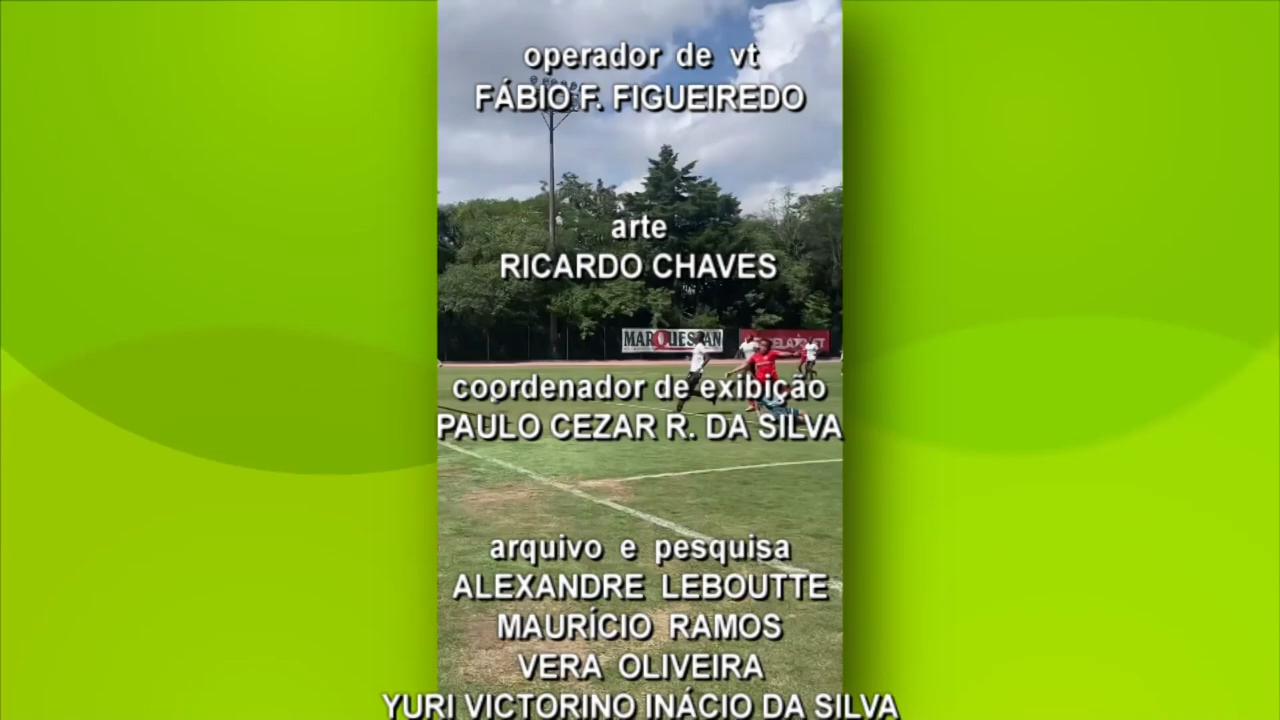 operador de vt
FÁBIO F. FIGUEIREDO
arte
RICARDO CHAVES
MARQUESPAN
coordenador de exibição
PAULO CEZAR R. DA SILVA
arquivo e pesquisa
ALEXANDRE LEBOUTTE
MAURÍCIO RAMOS
VERA OLIVEIRA
YURI VICTORINO INÁCIO DA SILVA